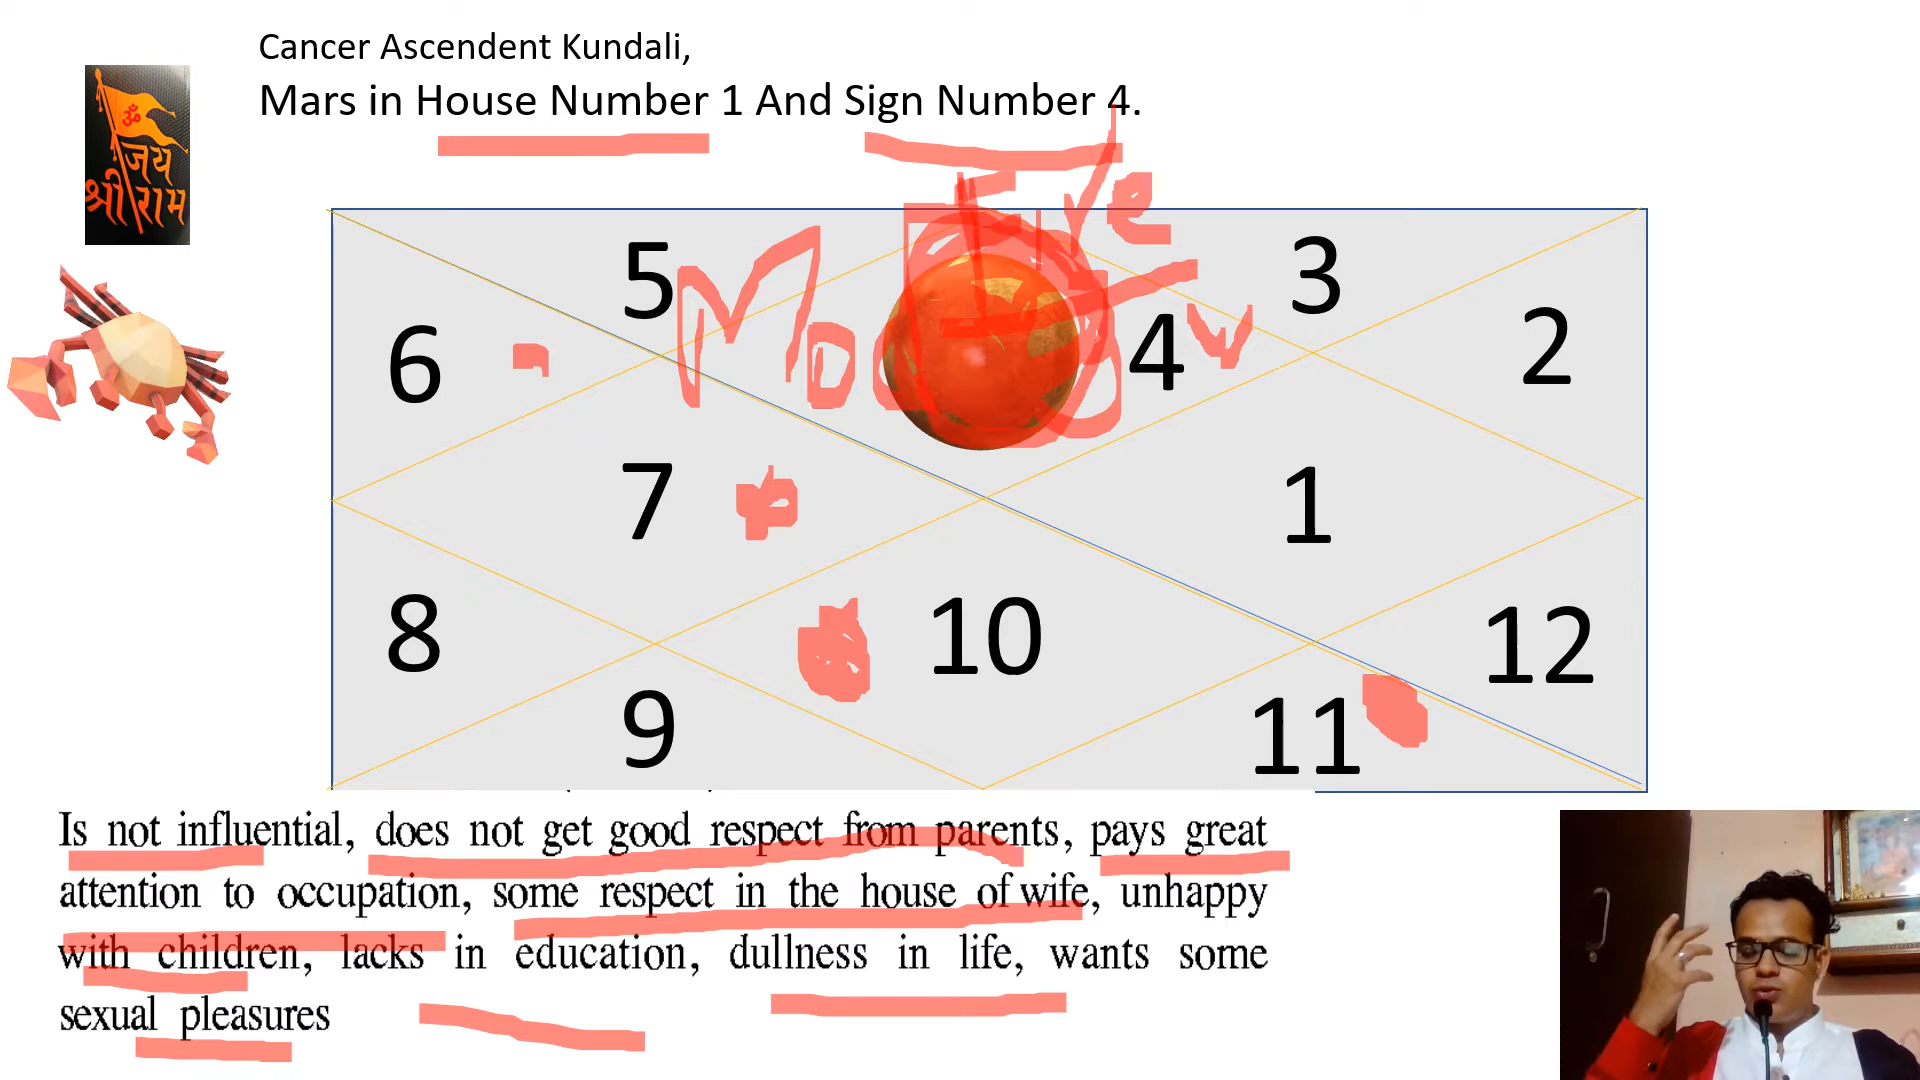 Cancer Ascendent Kundali,
Mars in House Number 1 And Sign Number 4.
ॐ
जय
श्री राम
5
3
6
4
2
7
1
8
10
12
9
11
Is not influential, does not get good respect from parents, pays great
attention to occupation, some respect in the house of wife, unhappy
with children, lacks in education, dullness in life, wants some
sexual pleasures